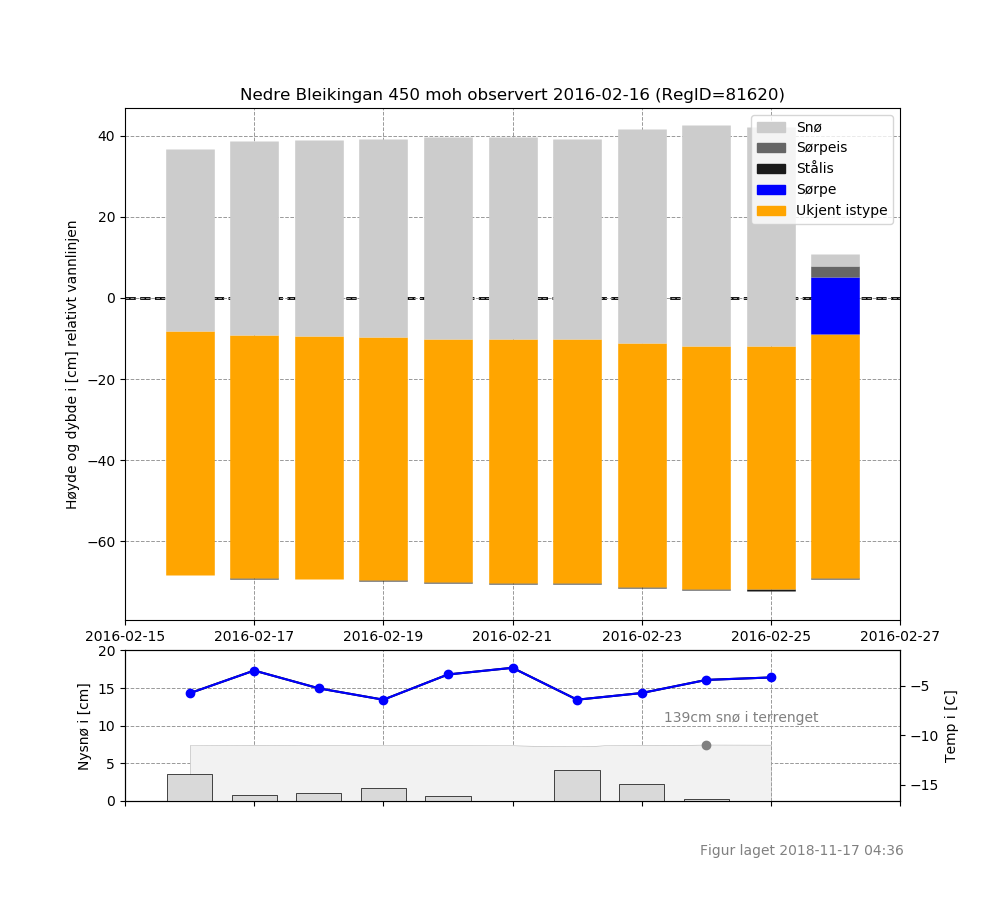 Nedre Bleikingan 450 moh observert 2016-02-16 (RegID=81620)
Høyde og dybde i [cm] relativt vannlinjen
40
20
0
−20
−40
−60
Snø
Sørpeis
Stålis
Sørpe
Ukjent istype
2016-02-15 2016-02-17 2016-02-19 2016-02-21 2016-02-23 2016-02-25 2016-02-27
Nysnø i [cm]
20
15
10
5
0
139cm snø i terrenget
−5
−10
−15
Temp i [C]
Figur laget 2018-11-17 04:36